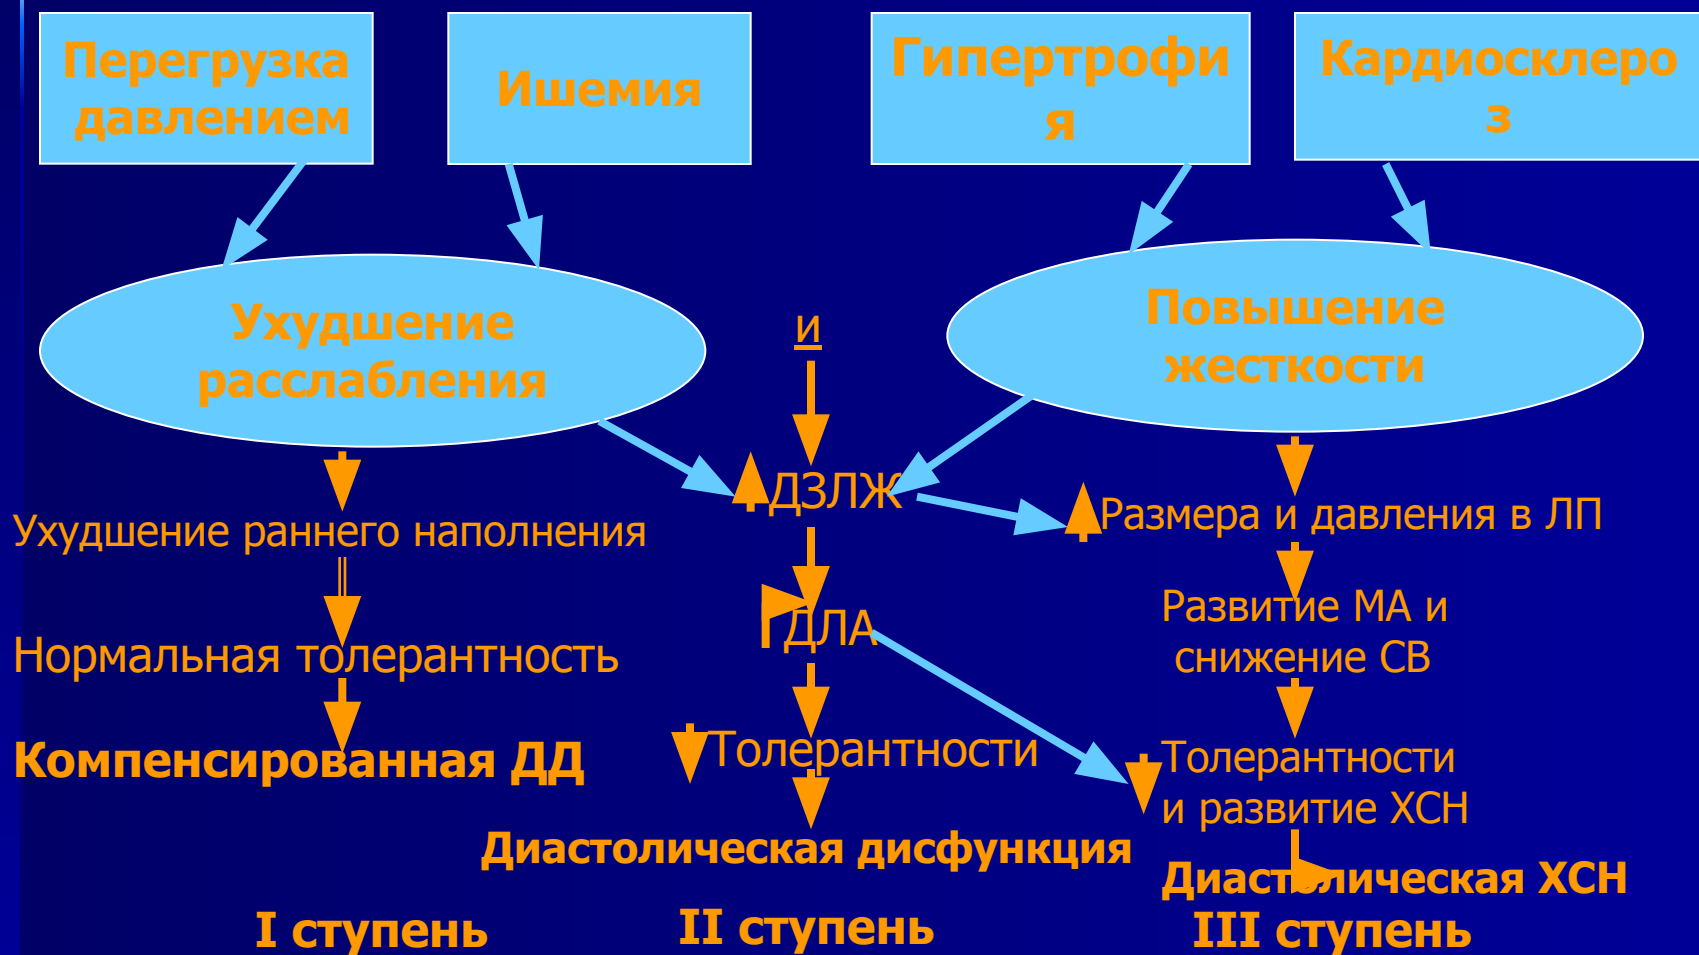 Перегрузка
давлением
Ишемия
Гипертрофи
я
Кардиосклеро
з
Ухудшение
расслабления
и
Повышение
жесткости
ДЗЛЖ
Размера и давления в ЛП
Ухудшение раннего наполнения
ДЛА
Развитие МА и
снижение СВ
Нормальная толерантность
Толерантности
Толерантности
и развитие ХСН
Компенсированная ДД
Диастолическая дисфункция
Диастолическая ХСН
I ступень
II ступень
III ступень